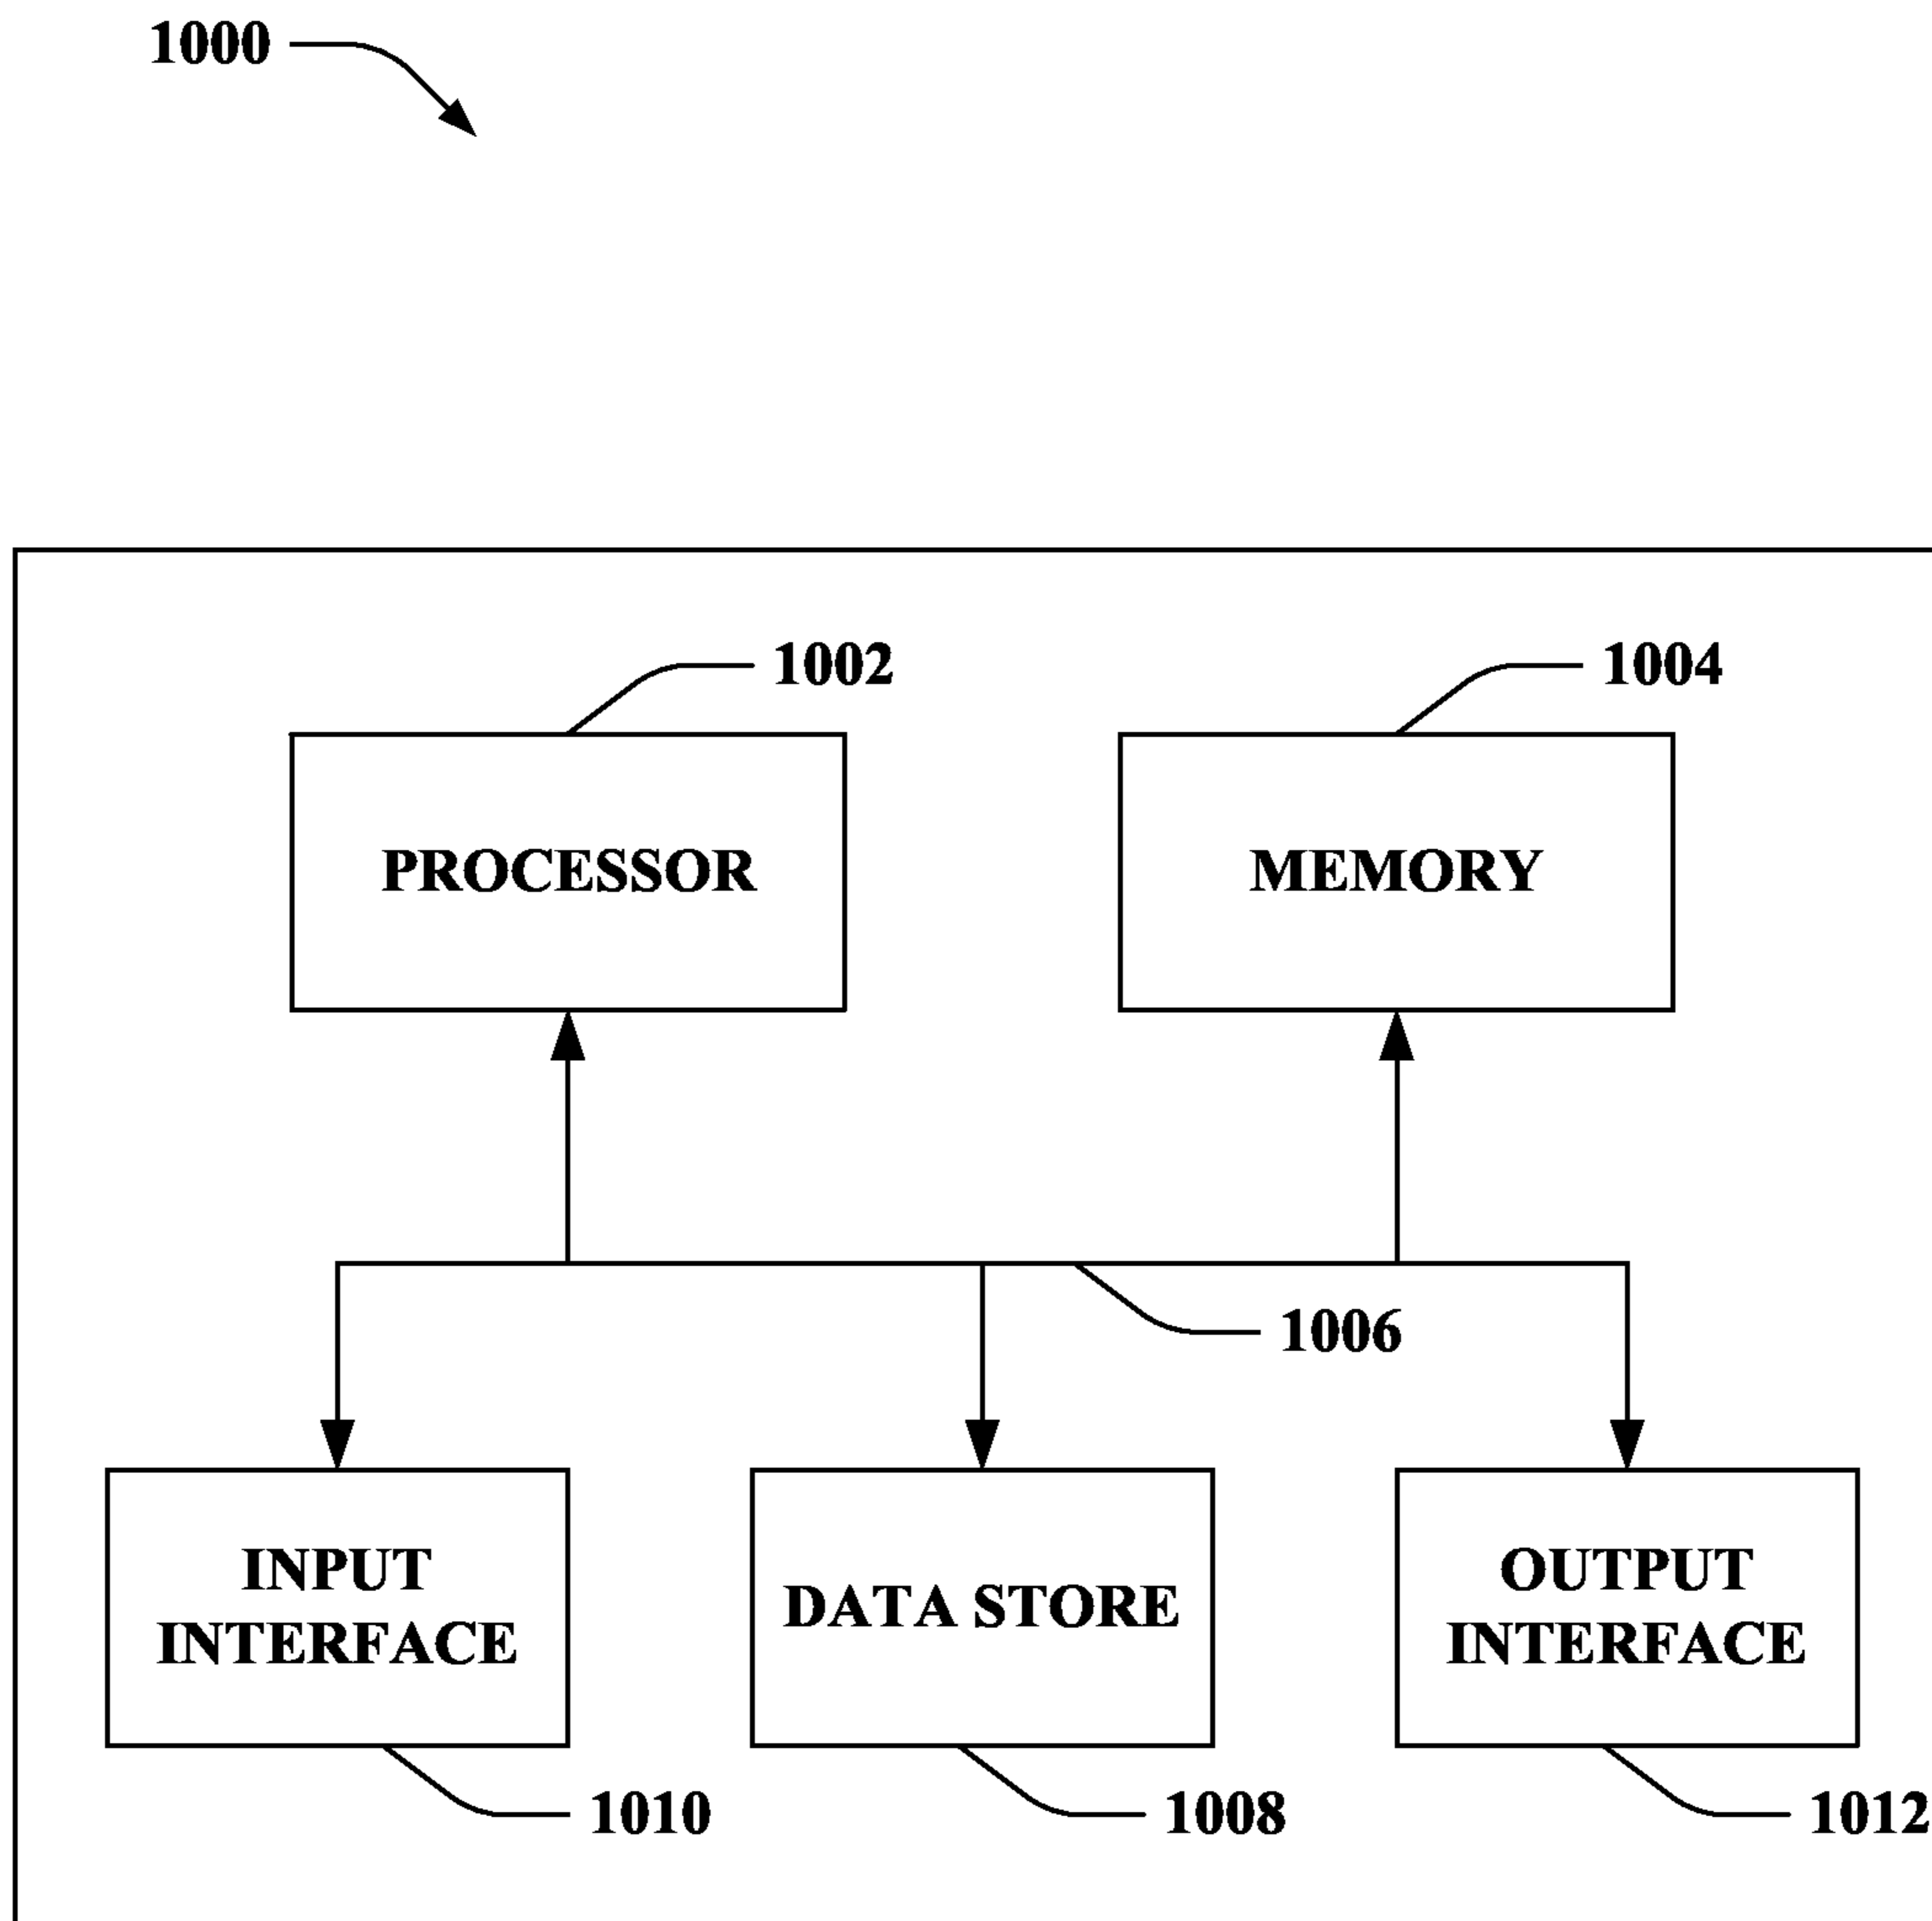 1000
1002
1004
PROCESSOR
MEMORY
1006
INPUT
INTERFACE
DATA STORE
OUTPUT
INTERFACE
1010
1008
1012